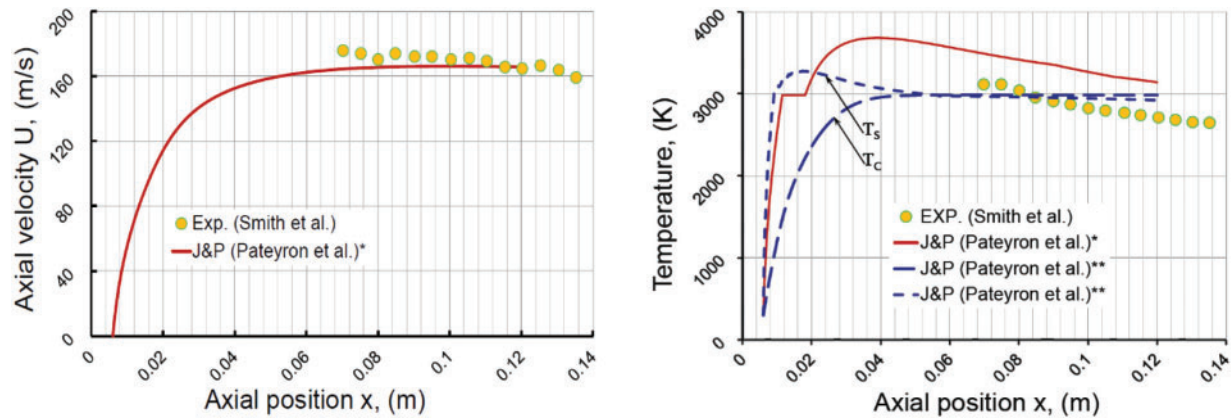 Axial velocity U, (m/s)
200
160
120
80
40
0
Exp. (Smith et al.)
J&P (Pateyron et al.)*
0
0.02
0.04
0.06
0.08
0.1
0.12
0.14
Axial position x, (m)
Temperature, (K)
4000
3000
2000
1000
0
TS
TC
EXP. (Smith et al.)
J&P (Pateyron et al.)*
J&P (Pateyron et al.)**
J&P (Pateyron et al.)**
0
0.02
0.04
0.06
0.08
0.1
0.12
0.14
Axial position x, (m)